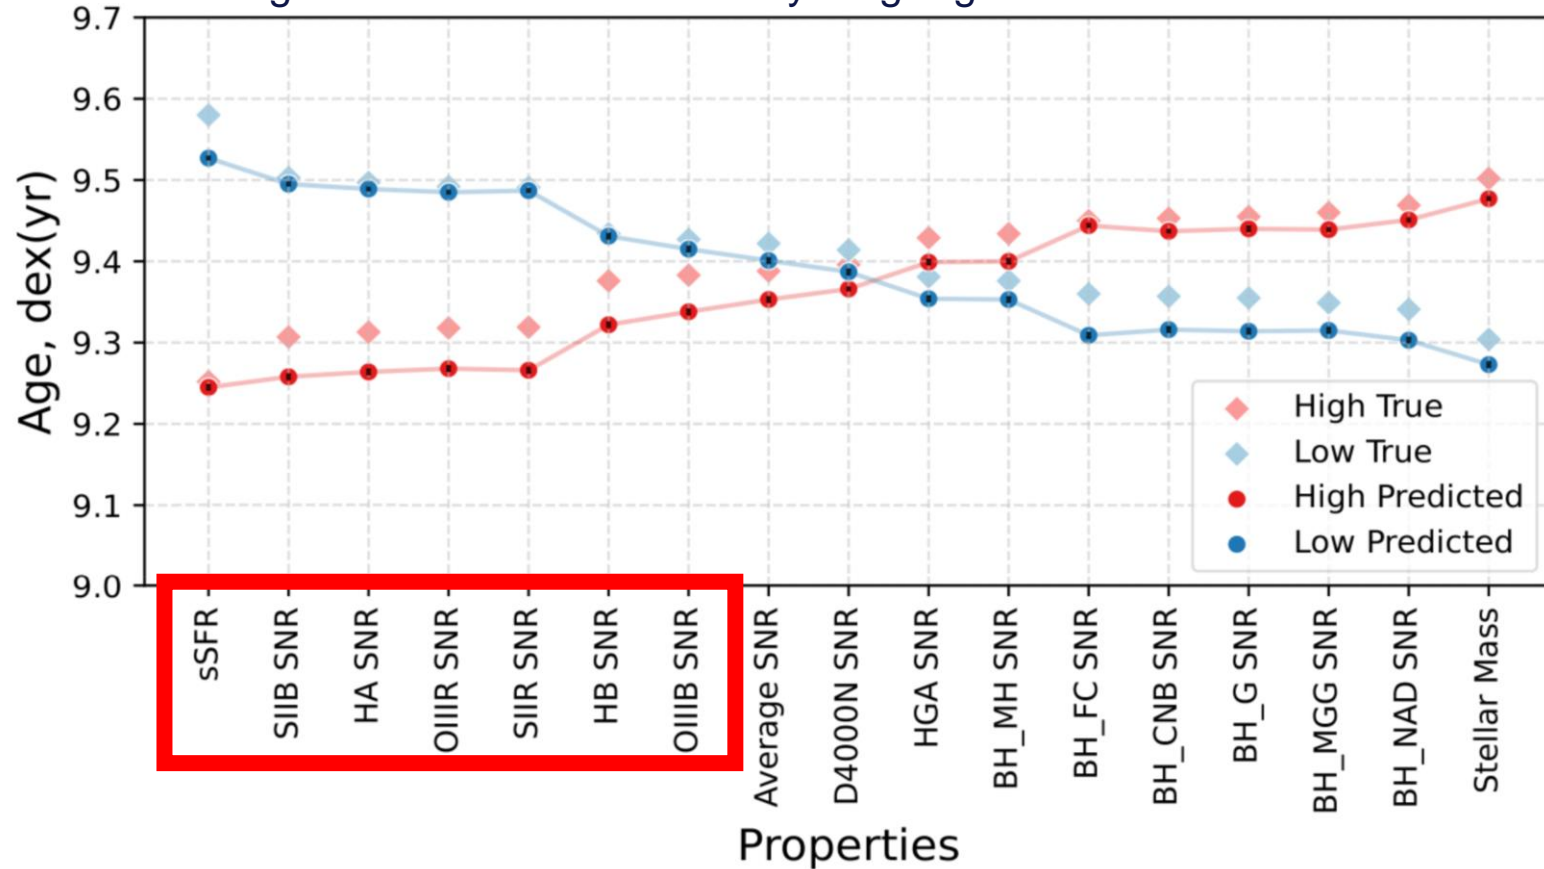 9.7
9.6
9.5
9.4
9.3
9.2
9.1
9.0
Age, dex(yr)
High True
Low True
High Predicted
Low Predicted
sSFR
SIIB SNR
HA SNR
OIIIR SNR
SIIR SNR
HB SNR
OIIIB SNR
Average SNR
D4000N SNR
HGA SNR
BH_MH SNR
BH_FC SNR
BH_CNB SNR
BH_G SNR
BH_MGG SNR
BH_NAD SNR
Stellar Mass
Properties